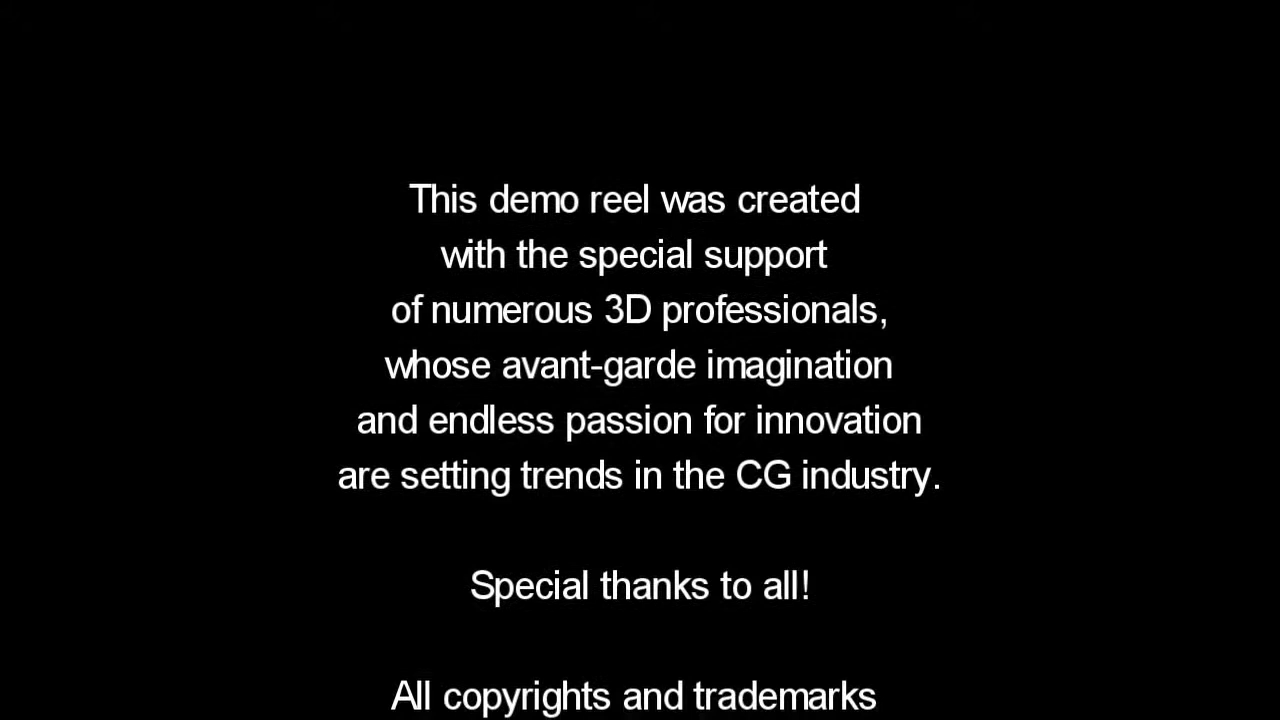 This demo reel was created
with the special support
of numerous 3D professionals,
whose avant-garde imagination
and endless passion for innovation
are setting trends in the CG industry.
Special thanks to all!
All copyrights and trademarks